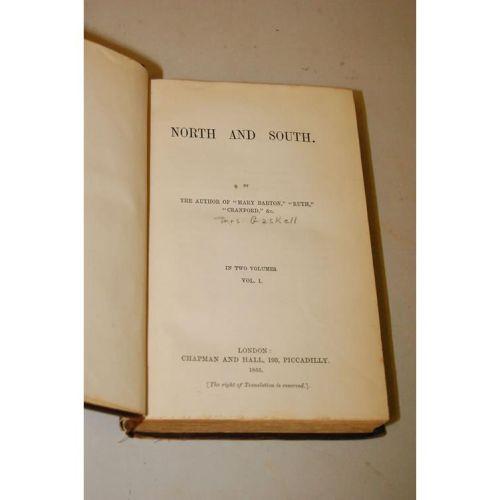 NORTH AND SOUTH.
BY
THE AUTHOR OF "MARY BARTON," "RUTH,"
"CRANFORD," &c.
Mrs Gaskell
IN TWO VOLUMES
VOL. I.
LONDON:
CHAPMAN AND HALL, 193, PICCADILLY.
1855.
[The right of Translation is reserved.]